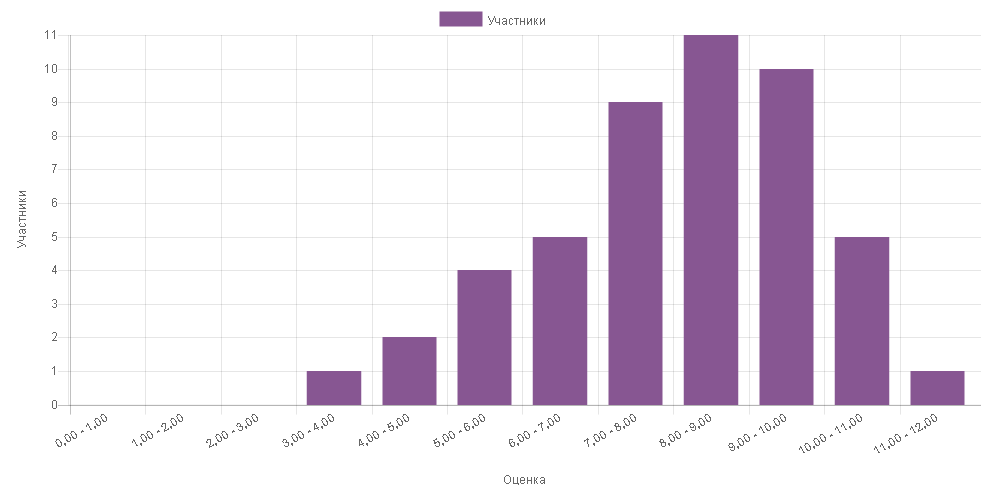 Участники
11
10
9
8
7
6
5
4
3
2
1
0
Участники
0,00 - 1,00
1,00 - 2,00
2,00 - 3,00
3,00 - 4,00
4,00 - 5,00
5,00 - 6,00
6,00 - 7,00
7,00 - 8,00
8,00 - 9,00
9,00 - 10,00
10,00 - 11,00
11,00 - 12,00
Оценка